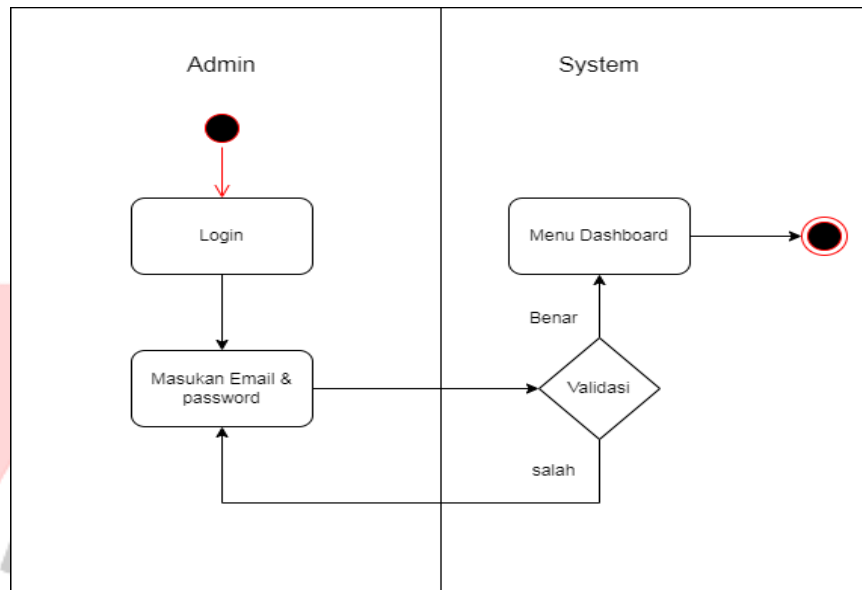 Admin
System
Login
Menu Dashboard
Benar
Masukan Email &
password
Validasi
salah